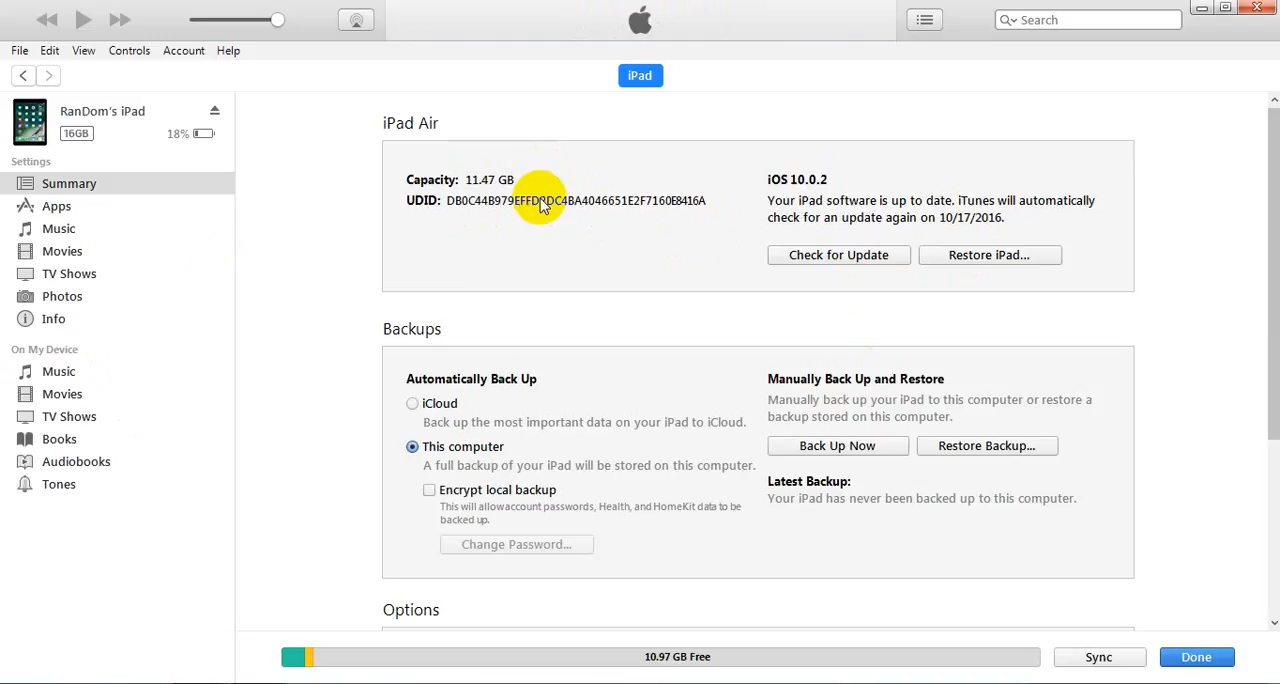 Search
File Edit View Controls Account Help
iPad
RanDom's iPad
16GB
18%
Settings
Summary
Apps
Music
Movies
TV Shows
Photos
Info
On My Device
Music
Movies
TV Shows
Books
Audiobooks
Tones
iPad Air
Capacity: 11.47 GB
iOS 10.0.2
Your iPad software is up to date. iTunes will automatically
check for an update again on 10/17/2016.
Check for Update Restore iPad...
Backups
Automatically Back Up
iCloud
Back up the most important data on your iPad to iCloud.
This computer
A full backup of your iPad will be stored on this computer.
Encrypt local backup
This will allow account passwords, Health, and HomeKit data to be
backed up.
Change Password...
Manually Back Up and Restore
Manually back up your iPad to this computer or restore a
backup stored on this computer.
Back Up Now Restore Backup...
Latest Backup:
Your iPad has never been backed up to this computer.
Options
10.97 GB Free
Sync Done
UDID: